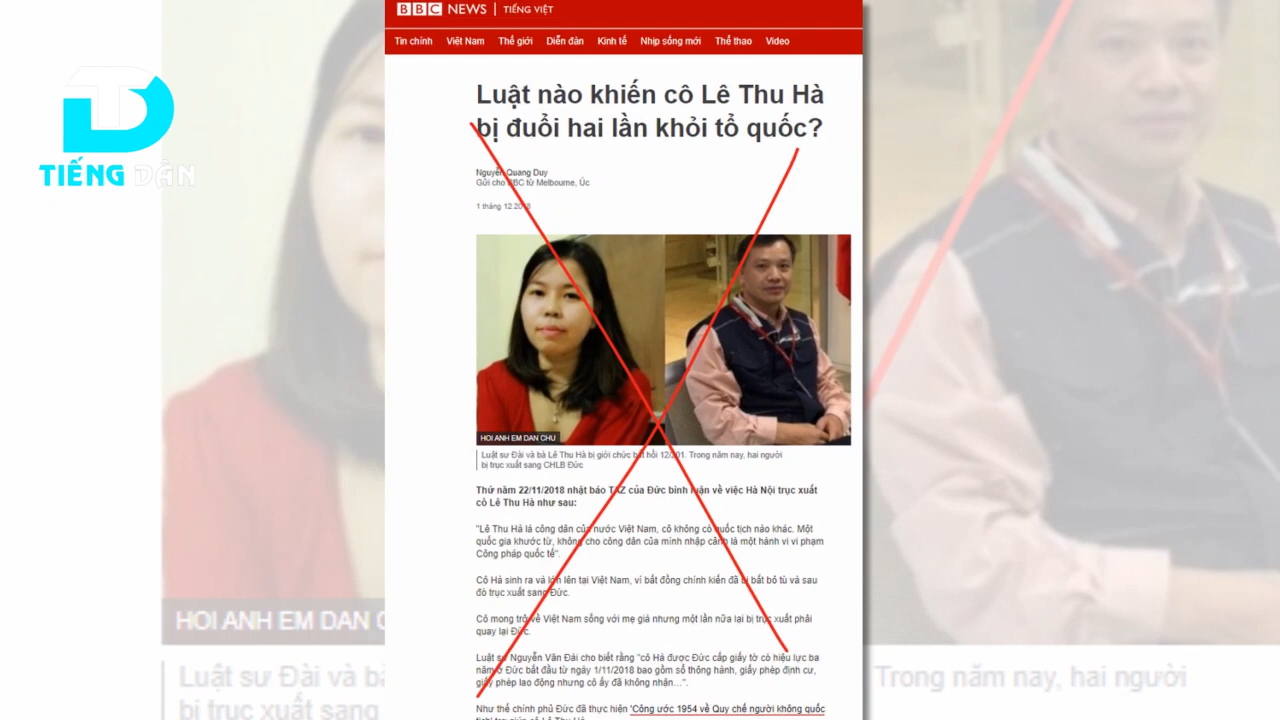 BBC NEWS | TIẾNG VIỆT
Tin chính Việt Nam Thế giới Diễn đàn Kinh tế Nhịp sống mới Thể thao Video
TIẾNG DÂN
Luật nào khiến cô Lê Thu Hà
bị đuổi hai lần khỏi tổ quốc?
Nguyễn Quang Duy
Gửi cho BBC từ Melbourne, Úc
1 tháng 12 2018
HOI ANH EM DAN CHU
Luật sư Đài và bà Lê Thu Hà bị giới chức bắt hồi 12/201. Trong năm nay, hai người
bị trục xuất sang CHLB Đức
Thứ năm 22/11/2018 nhật báo TAZ của Đức bình luận về việc Hà Nội trục xuất
cô Lê Thu Hà như sau:
"Lê Thu Hà là công dân của nước Việt Nam, cô không có quốc tịch nào khác. Một
quốc gia khước từ, không cho công dân của mình nhập cảnh là một hành vi vi phạm
Công pháp quốc tế".
Cô Hà sinh ra và lớn lên tại Việt Nam, vì bất đồng chính kiến đã bị bắt bỏ tù và sau
đó trục xuất sang Đức.
Cô mong trở về Việt Nam sống với mẹ già nhưng một lần nữa lại bị trục xuất phải
quay lại Đức.
Luật sư Nguyễn Văn Đài cho biết rằng "cô Hà được Đức cấp giấy tờ có hiệu lực ba
năm ở Đức bắt đầu từ ngày 1/11/2018 bao gồm sổ thông hành, giấy phép định cư,
giấy phép lao động nhưng cô ấy đã không nhận...".
Như thế chính phủ Đức đã thực hiện 'Công ước 1954 về Quy chế người không quốc
HOI ANH EM DAN C
Luật sư Đài và bà
bị trục xuất sang
Trong năm nay, hai người